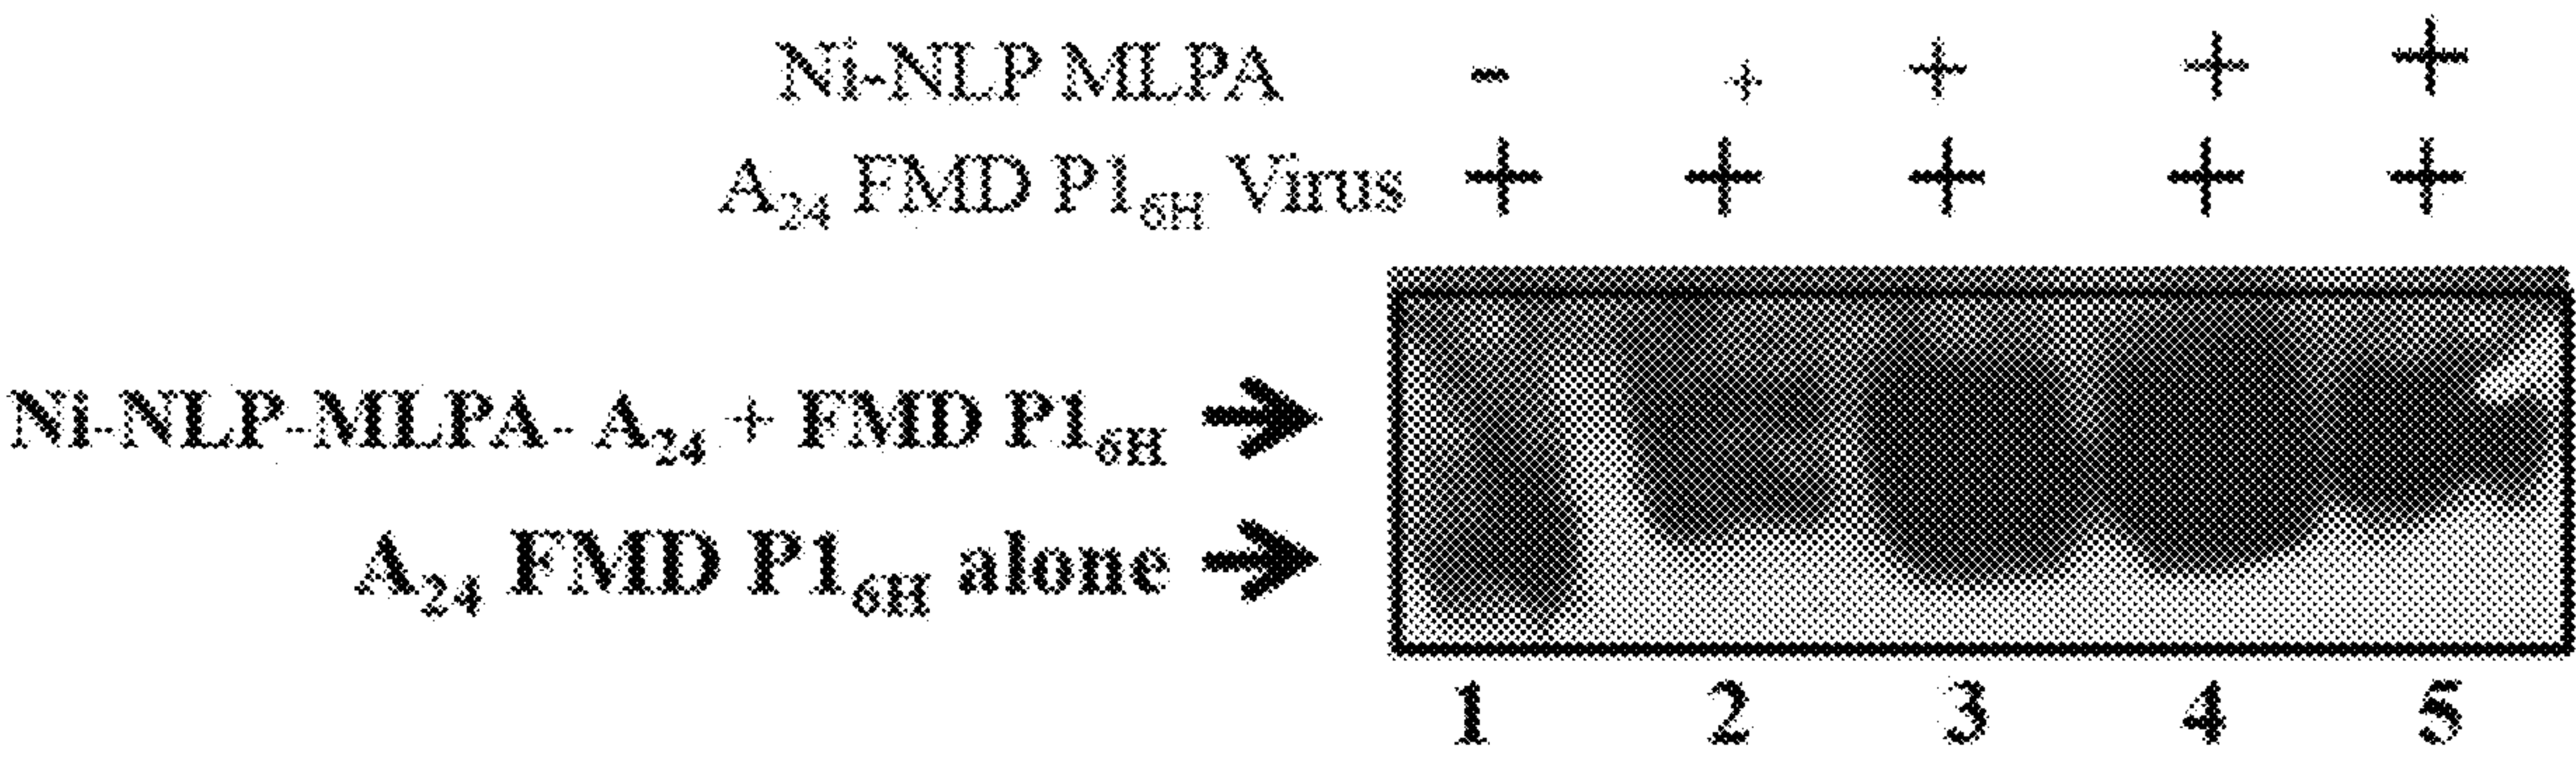 Ni-NLP MLPA - + + + +
A24 FMD P16H Virus + + + + +
Ni-NLP-MLPA- A24 + FMD P16H →
A24 FMD P16H alone →
1 2 3 4 5